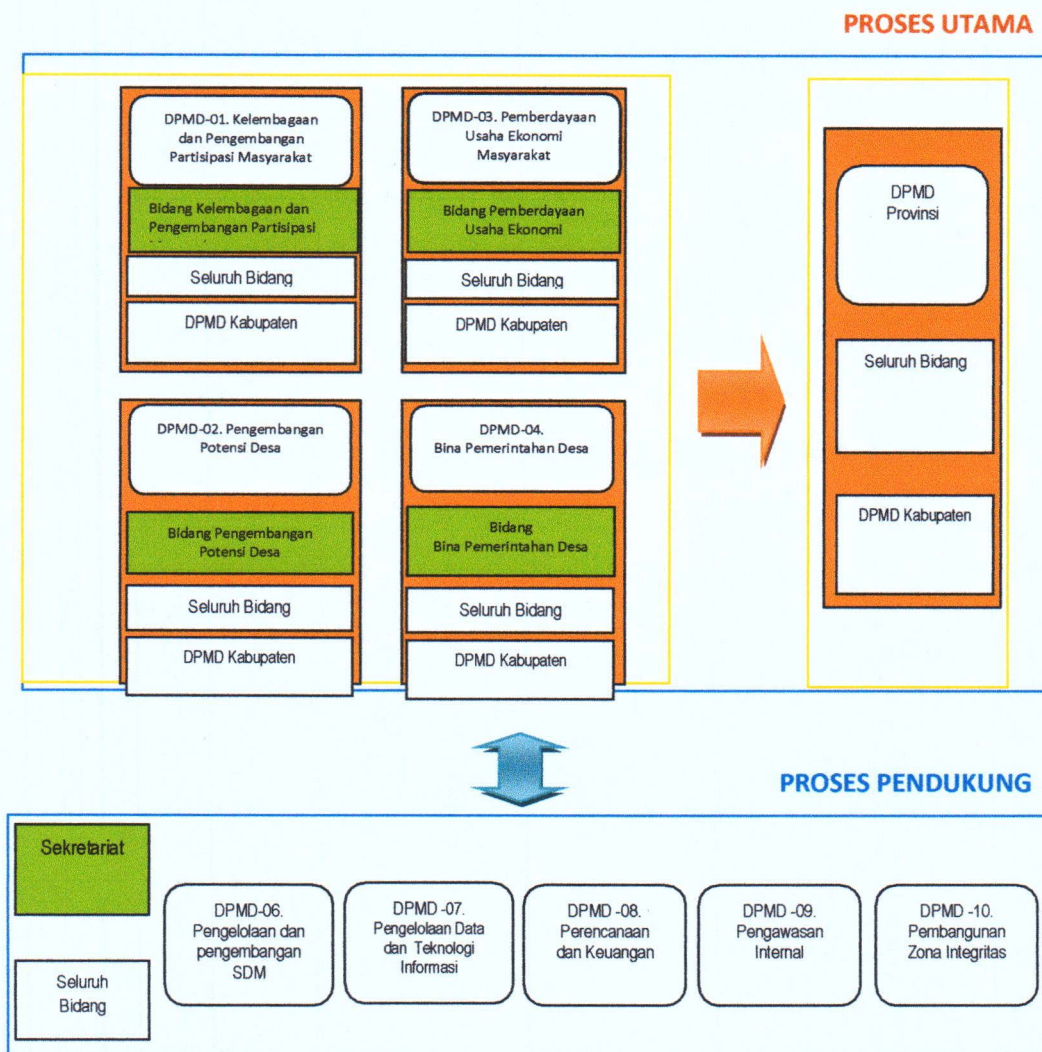 PROSES UTAMA
DPMD-01. Kelembagaan
dan Pengembangan
Partisipasi Masyarakat
Bidang Kelembagaan dan
Pengembangan Partisipasi
Seluruh Bidang
DPMD Kabupaten
DPMD-03. Pemberdayaan
Usaha Ekonomi
Masyarakat
Bidang Pemberdayaan
Usaha Ekonomi
Seluruh Bidang
DPMD Kabupaten
DPMD-02. Pengembangan
Potensi Desa
Bidang Pengembangan
Potensi Desa
Seluruh Bidang
DPMD Kabupaten
DPMD-04.
Bina Pemerintahan Desa
Bidang
Bina Pemerintahan Desa
Seluruh Bidang
DPMD Kabupaten
DPMD
Provinsi
Seluruh Bidang
DPMD Kabupaten
PROSES PENDUKUNG
Sekretariat
Seluruh
Bidang
DPMD-06.
Pengelolaan dan
pengembangan
SDM
DPMD -07.
Pengelolaan Data
dan Teknologi
Informasi
DPMD -08.
Perencanaan
dan Keuangan
DPMD -09.
Pengawasan
Internal
DPMD -10.
Pembangunan
Zona Integritas